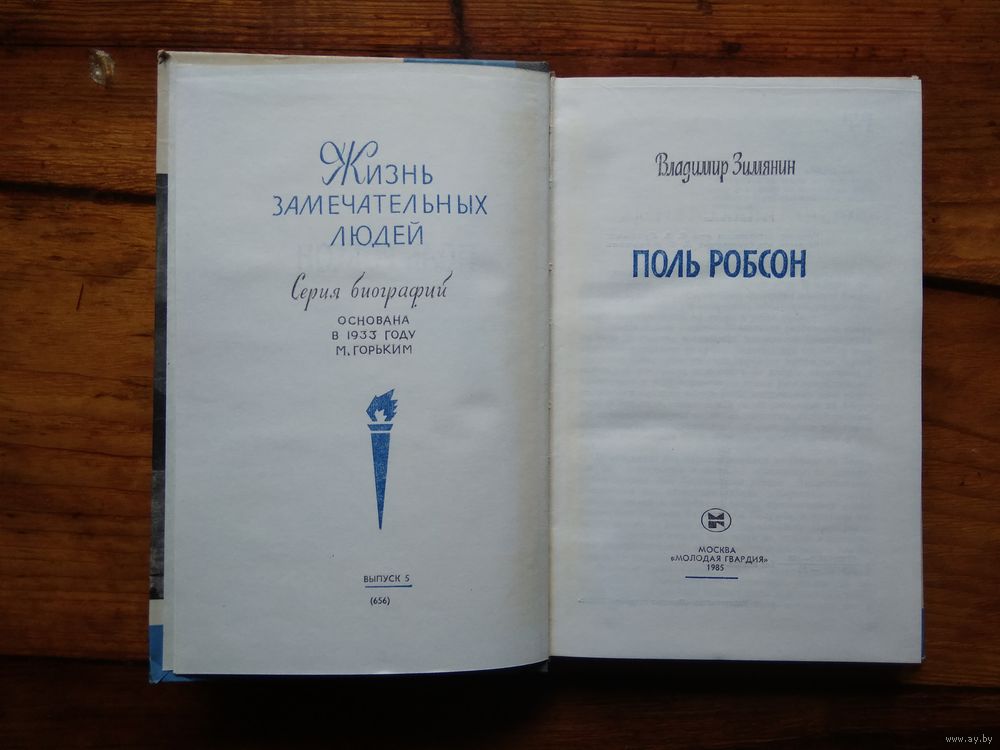 Жизнь
ЗАМЕЧАТЕЛЬНЫХ
ЛЮДЕЙ
Серия биографий
ОСНОВАНА
В 1933 ГОДУ
М. ГОРЬКИМ
ВЫПУСК 5
(656)
Владимир Зимянин
ПОЛЬ РОБСОН
МОСКВА
«МОЛОДАЯ ГВАРДИЯ»
1985
www.ay.by